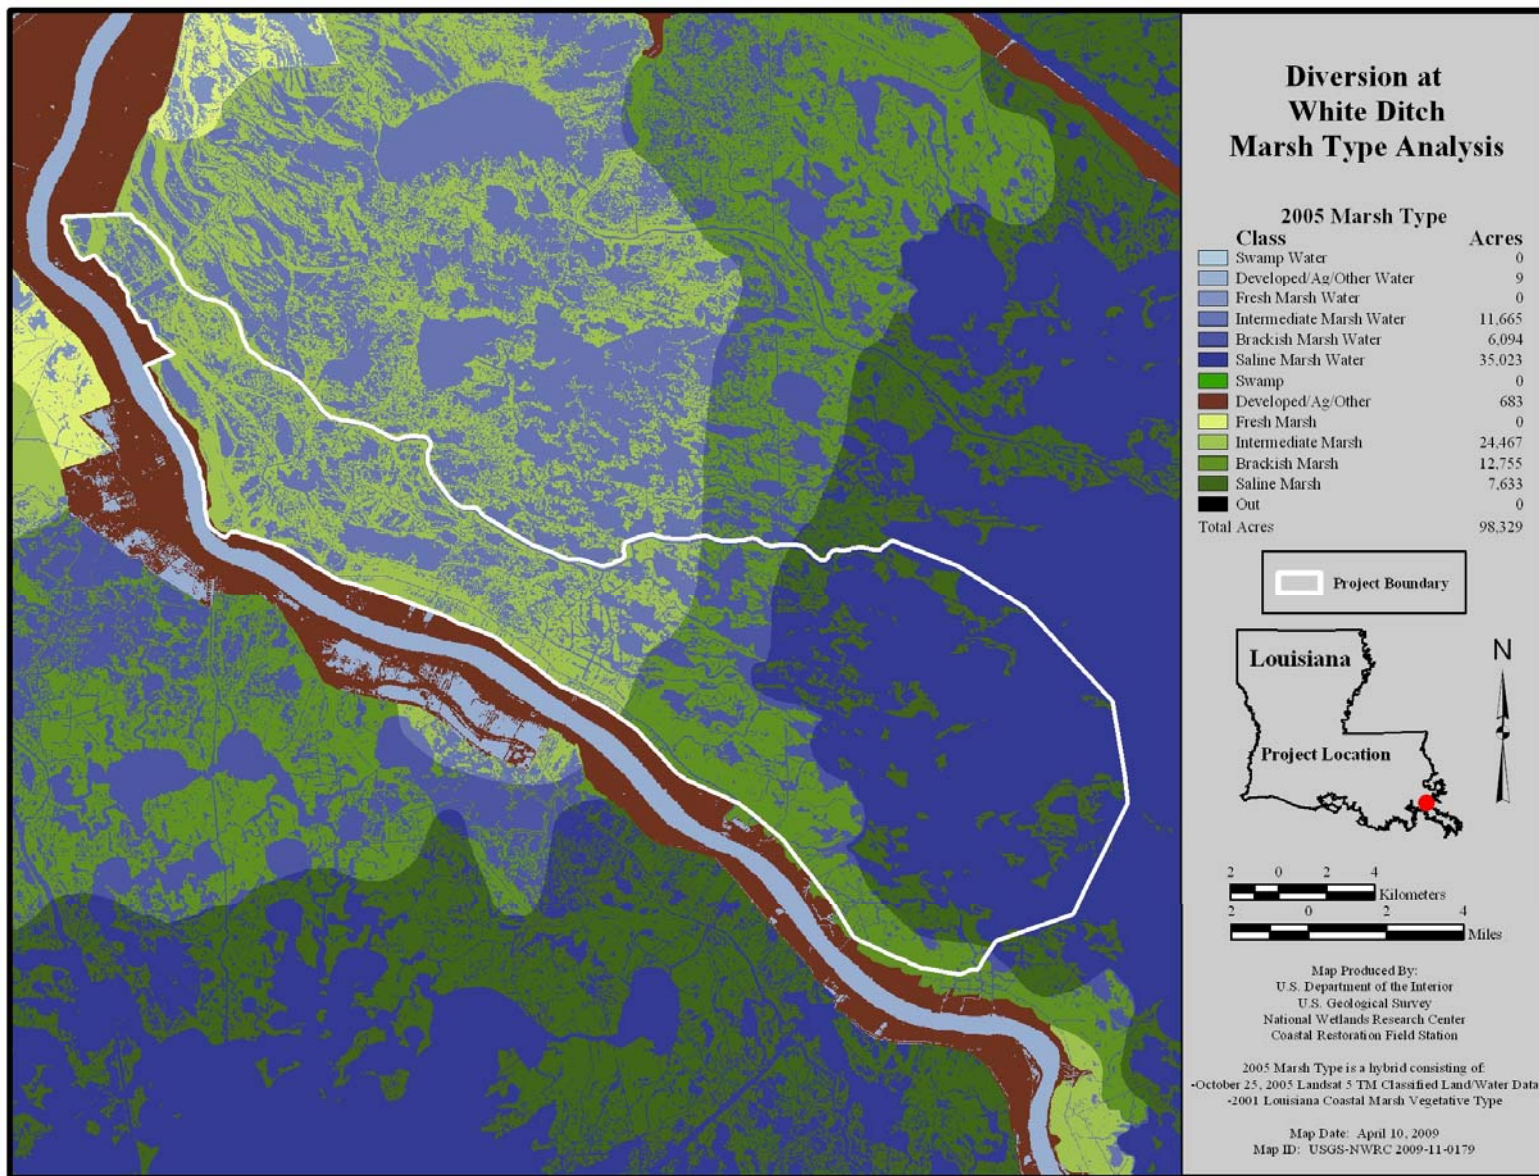 Diversion at
White Ditch
Marsh Type Analysis
2005 Marsh Type
Class Acres
Swamp Water 0
Developed/Ag/Other Water 9
Fresh Marsh Water 0
Intermediate Marsh Water 11,665
Brackish Marsh Water 6,094
Saline Marsh Water 35,023
Swamp 0
Developed/Ag/Other 683
Fresh Marsh 0
Intermediate Marsh 24,467
Brackish Marsh 12,755
Saline Marsh 7,633
Out 0
Total Acres 98,329
Project Boundary
Louisiana
N
Project Location
2 0 2 4
Kilometers
2 0 2 4
Miles
Map Produced By:
U.S. Department of the Interior
U.S. Geological Survey
National Wetlands Research Center
Coastal Restoration Field Station
2005 Marsh Type is a hybrid consisting of:
-October 25, 2005 Landsat 5 TM Classified Land/Water Data
-2001 Louisiana Coastal Marsh Vegetative Type
Map Date: April 10, 2009
Map ID: USGS-NWRC 2009-11-0179